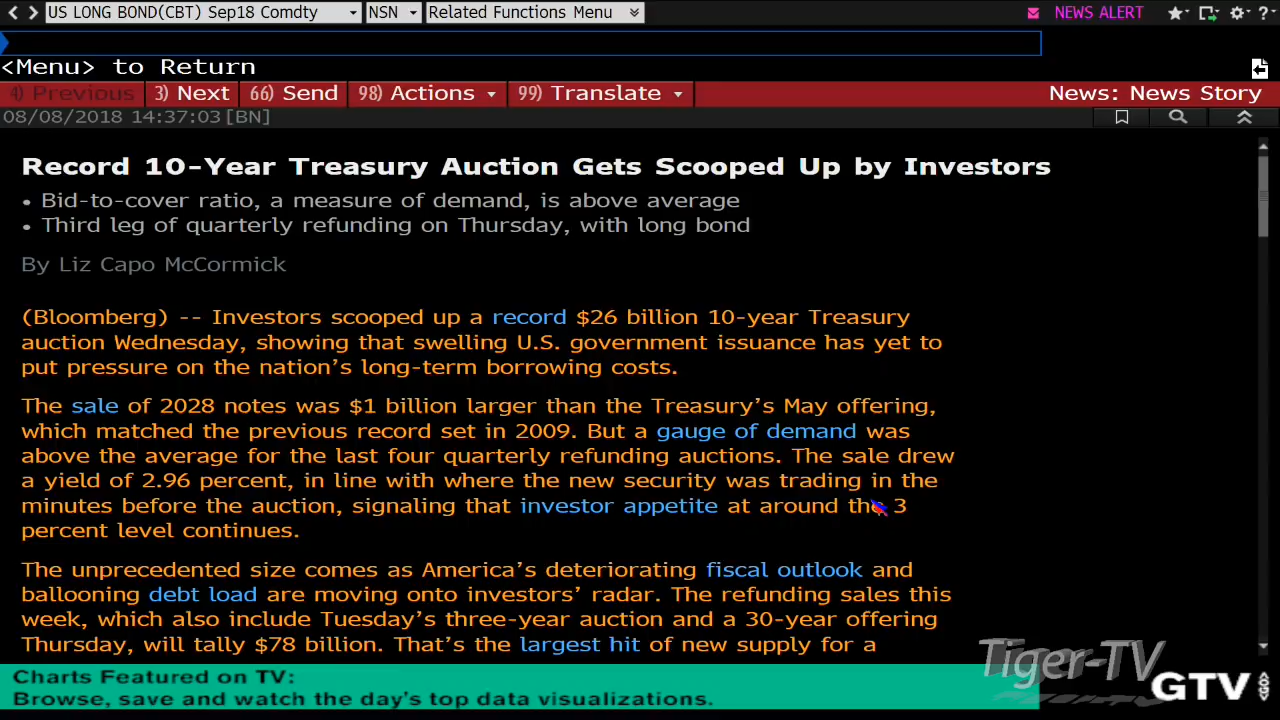 US LONG BOND(CBT) Sep18 Comdty NSN Related Functions Menu NEWS ALERT
<Menu> to Return
4) Previous 3) Next 66) Send 98) Actions 99) Translate News: News Story
08/08/2018 14:37:03 [BN]
Record 10-Year Treasury Auction Gets Scooped Up by Investors
• Bid-to-cover ratio, a measure of demand, is above average
• Third leg of quarterly refunding on Thursday, with long bond
By Liz Capo McCormick
(Bloomberg) -- Investors scooped up a record $26 billion 10-year Treasury
auction Wednesday, showing that swelling U.S. government issuance has yet to
put pressure on the nation's long-term borrowing costs.
The sale of 2028 notes was $1 billion larger than the Treasury's May offering,
which matched the previous record set in 2009. But a gauge of demand was
above the average for the last four quarterly refunding auctions. The sale drew
a yield of 2.96 percent, in line with where the new security was trading in the
minutes before the auction, signaling that investor appetite at around the 3
percent level continues.
The unprecedented size comes as America's deteriorating fiscal outlook and
ballooning debt load are moving onto investors' radar. The refunding sales this
week, which also include Tuesday's three-year auction and a 30-year offering
Thursday, will tally $78 billion. That's the largest hit of new supply for a
Charts Featured on TV:
Browse, save and watch the day's top data visualizations.
Tiger-TV
GTV